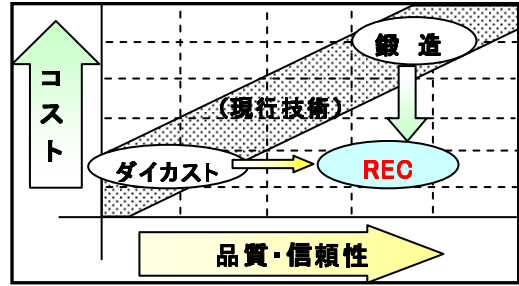 コスト
鍛 造
（現行技術）
ダイカスト
REC
品質・信頼性